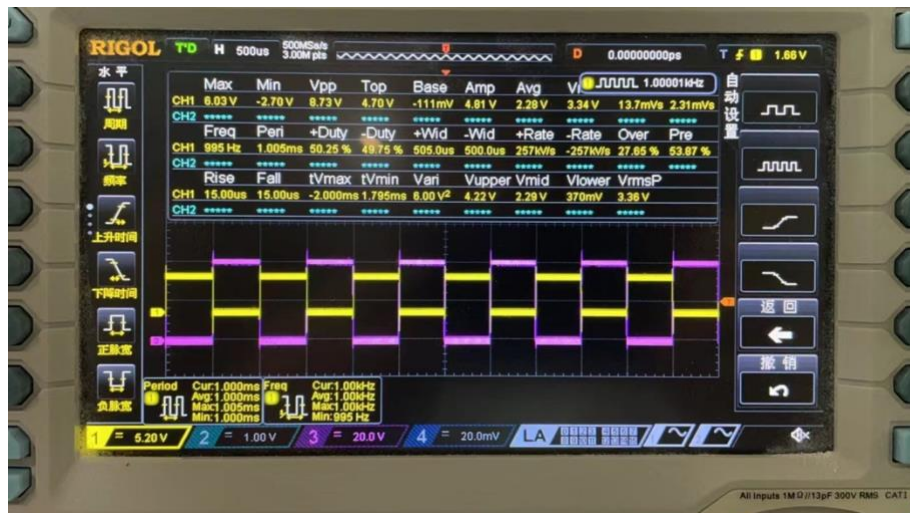 RIGOL T'D H 500us 500MSa/s 3.00M pts D 0.00000000ps T 1 1.66 V
水平
周期
频率
上升时间
下降时间
正脉宽
负脉宽
Max Min Vpp Top Base Amp Avg 1 1.00001kHz
CH1 6.03 V -2.70 V 8.73 V 4.70 V -111mV 4.81 V 2.28 V 3.34 V 13.7mVs 2.31mVs
CH2 ***** ***** ***** ***** ***** ***** ***** ***** ***** *****
Freq Peri +Duty -Duty +Wid -Wid +Rate -Rate Over Pre
CH1 995 Hz 1.005ms 50.25 % 49.75 % 505.0us 500.0us 257kV/s -257kV/s 27.65 % 53.87 %
CH2 ***** ***** ***** ***** ***** ***** ***** ***** ***** *****
Rise Fall tVmax tVmin Vari Vupper Vmid Vlower VrmsP
CH1 15.00us 15.00us -2.000ms 1.795ms 6.00 V² 4.22 V 2.29 V 370mV 3.36 V
CH2 ***** ***** ***** ***** ***** ***** ***** ***** *****
自动设置
返回
撤销
Period Cur:1.000ms
Avg:1.000ms
Max:1.005ms
Min:1.000ms
Freq Cur:1.00kHz
Avg:1.00kHz
Max:1.00kHz
Min:995 Hz
1 = 5.20 V 2 = 1.00 V 3 = 20.0 V 4 = 20.0mV LA
All Inputs 1MΩ//13pF 300V RMS CATI